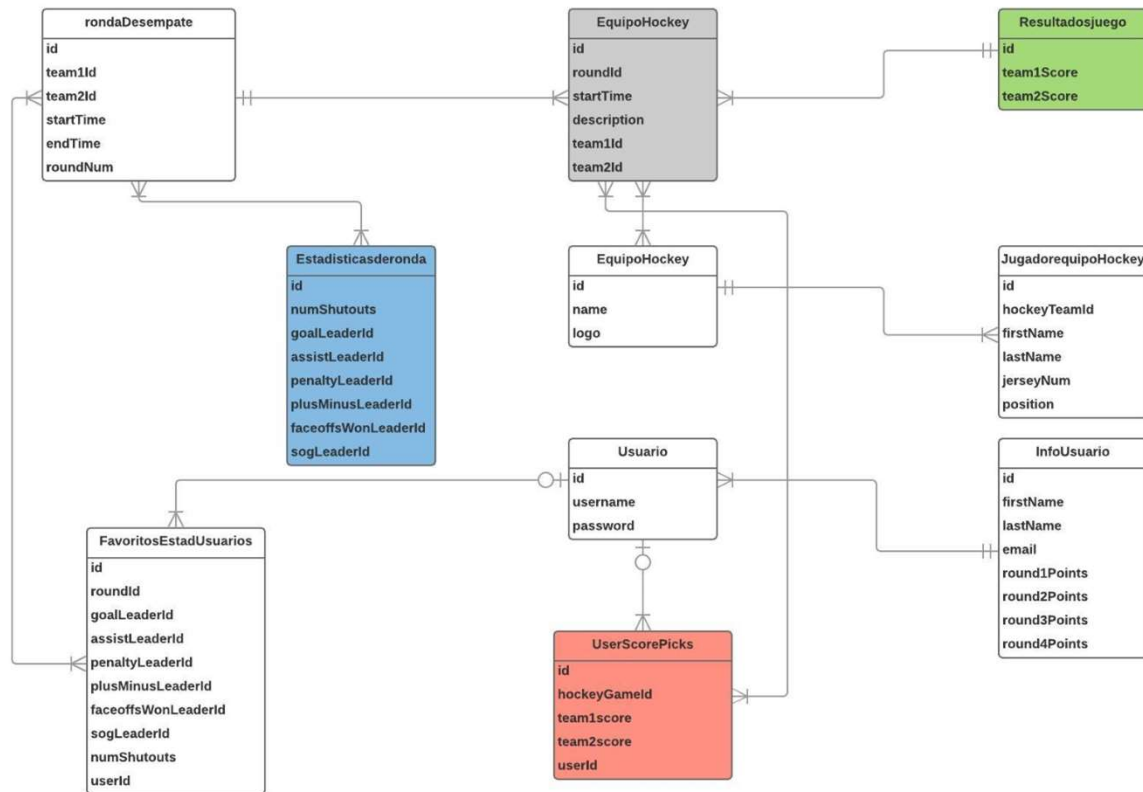 rondaDesempate
id
team1Id
team2Id
startTime
endTime
roundNum
EquipoHockey
id
roundId
startTime
description
team1Id
team2Id
Resultadosjuego
id
team1Score
team2Score
Estadisticasderonda
id
numShutouts
goalLeaderId
assistLeaderId
penaltyLeaderId
plusMinusLeaderId
faceoffsWonLeaderId
sogLeaderId
EquipoHockey
id
name
logo
JugadorequipoHockey
id
hockeyTeamId
firstName
lastName
jerseyNum
position
Usuario
id
username
password
InfoUsuario
id
firstName
lastName
email
round1Points
round2Points
round3Points
round4Points
FavoritosEstadUsuarios
id
roundId
goalLeaderId
assistLeaderId
penaltyLeaderId
plusMinusLeaderId
faceoffsWonLeaderId
sogLeaderId
numShutouts
userId
UserScorePicks
id
hockeyGameId
team1score
team2score
userId